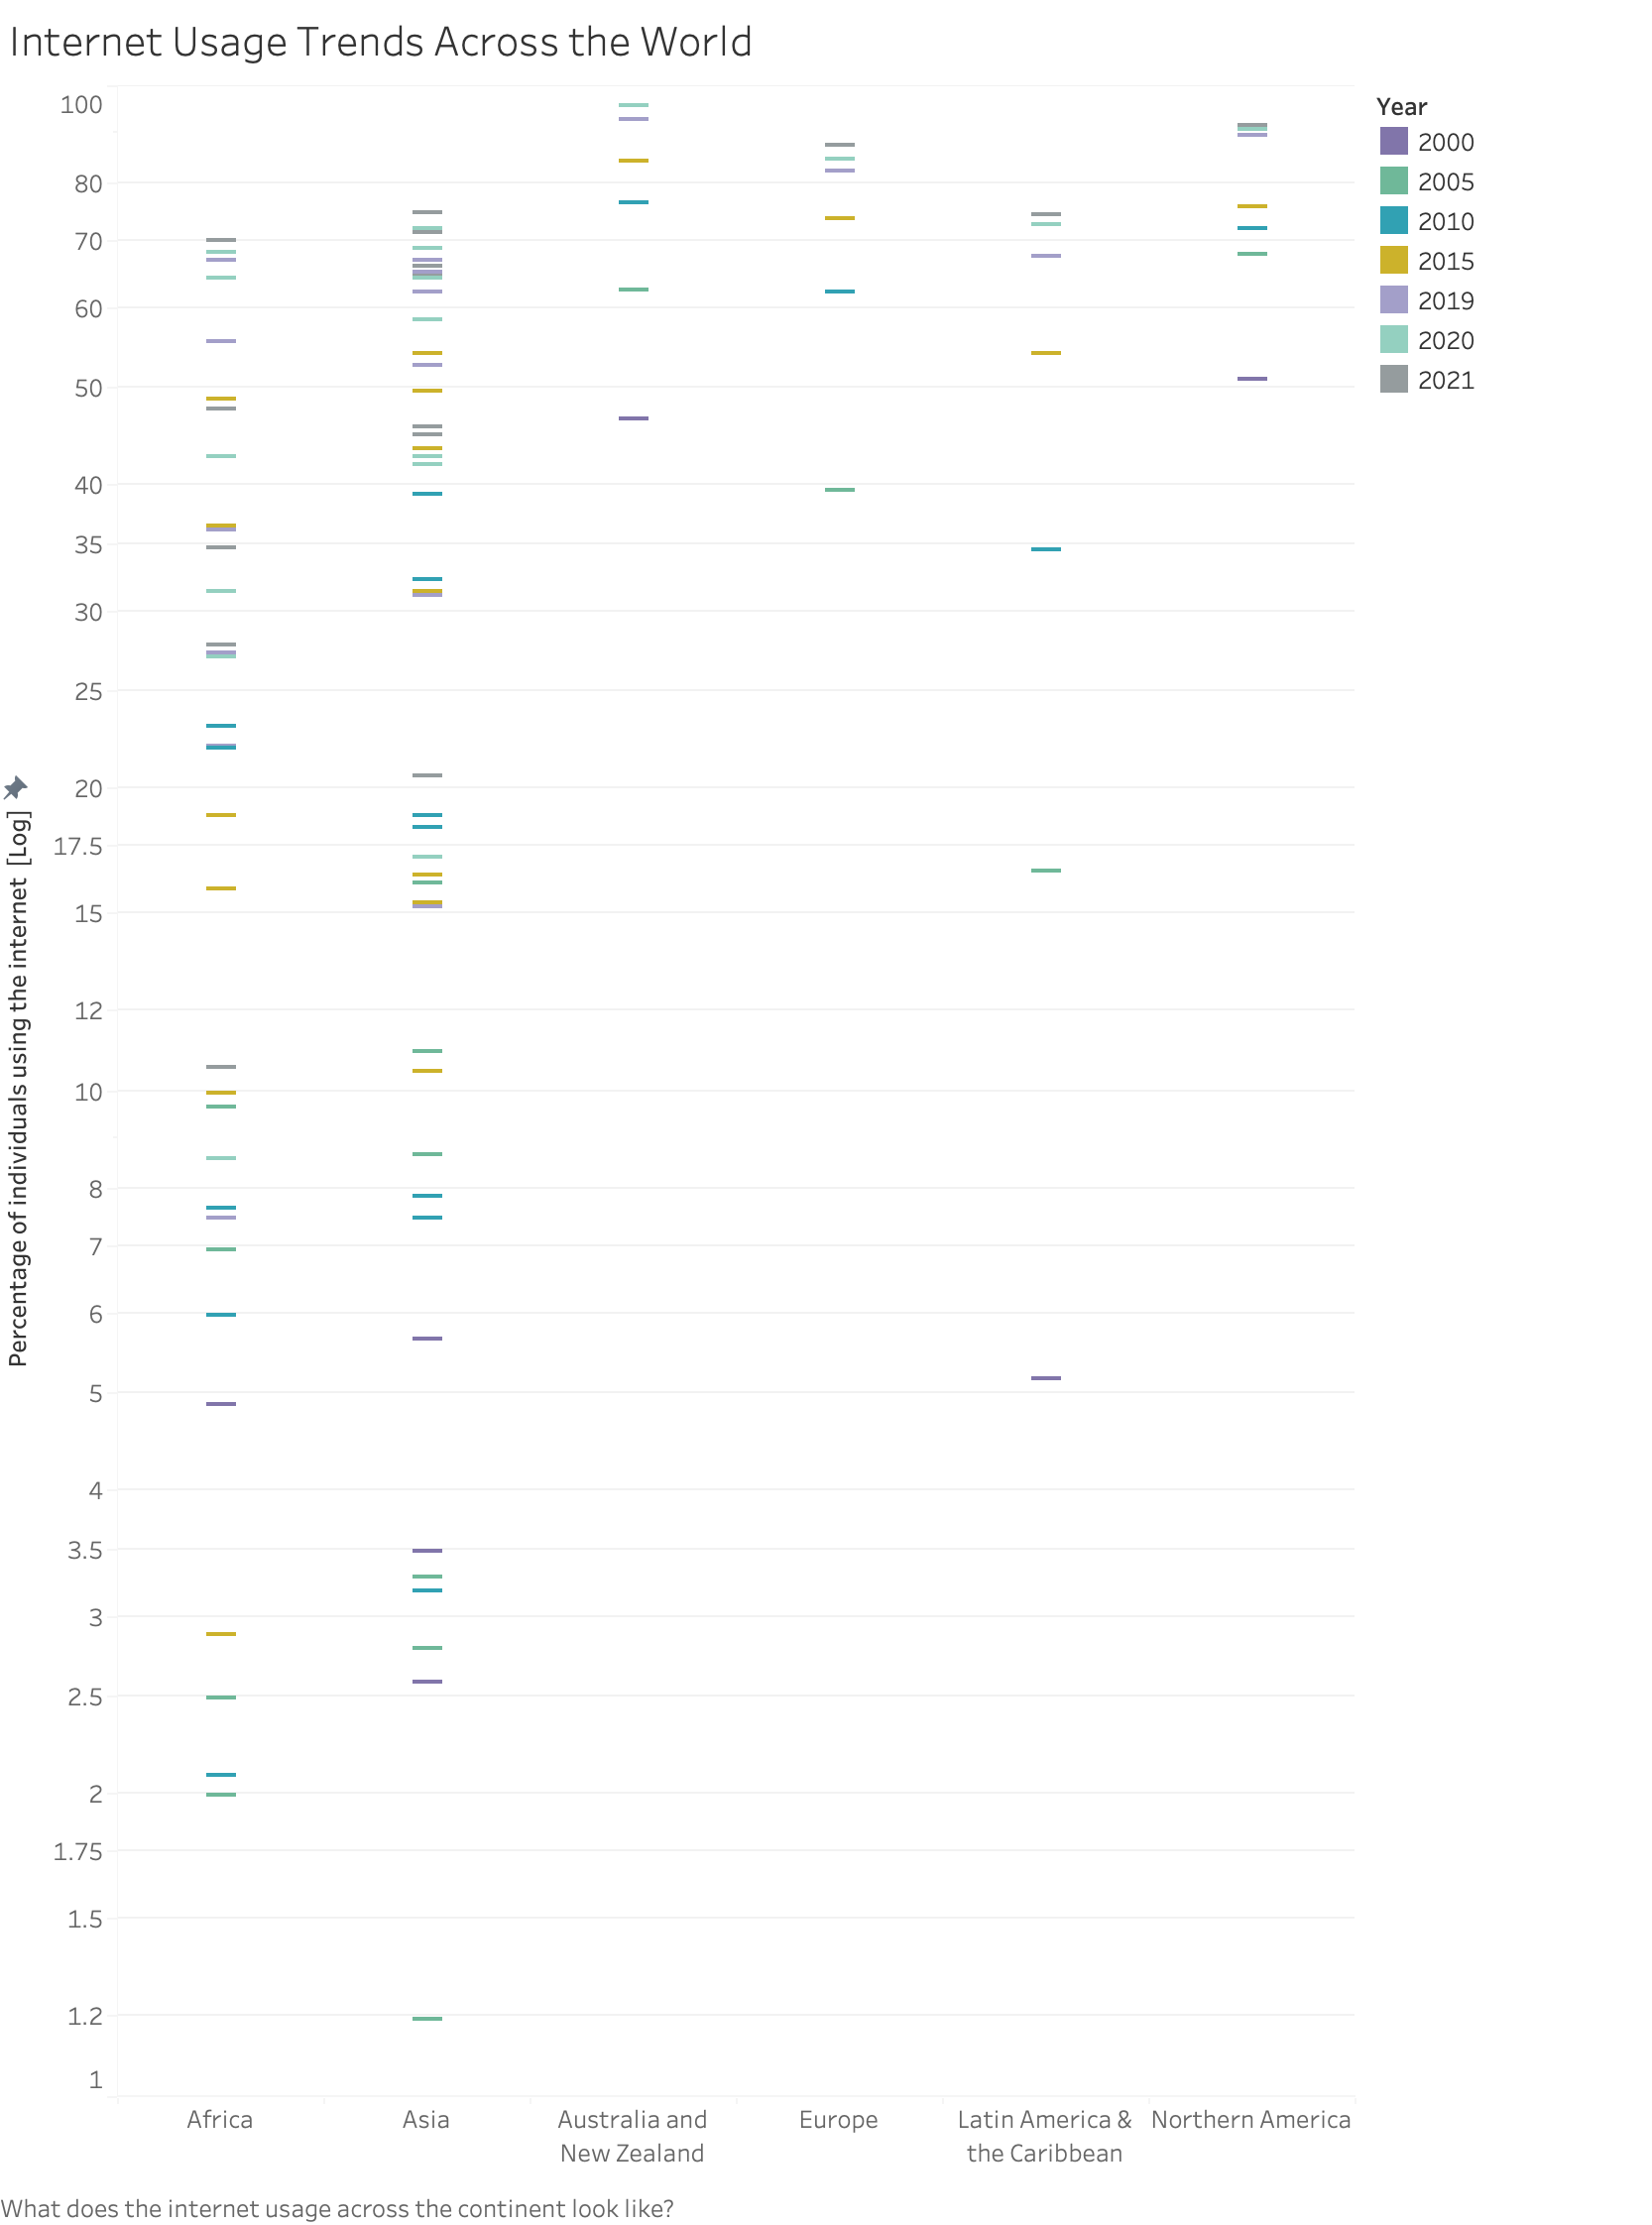 Internet Usage Trends Across the World
Year
2000
2005
2010
2015
2019
2020
2021
Percentage of individuals using the internet [Log]
100
80
70
60
50
40
35
30
25
20
17.5
15
12
10
8
7
6
5
4
3.5
3
2.5
2
1.75
1.5
1.2
1
Africa
Asia
Australia and
New Zealand
Europe
Latin America &
the Caribbean
Northern America
What does the internet usage across the continent look like?